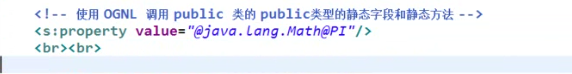 <!-- 使用 OGNL 调用 public 类的 public类型的静态字段和静态方法 -->
<s:property value="@java.lang.Math@PI"/>
<br><br>